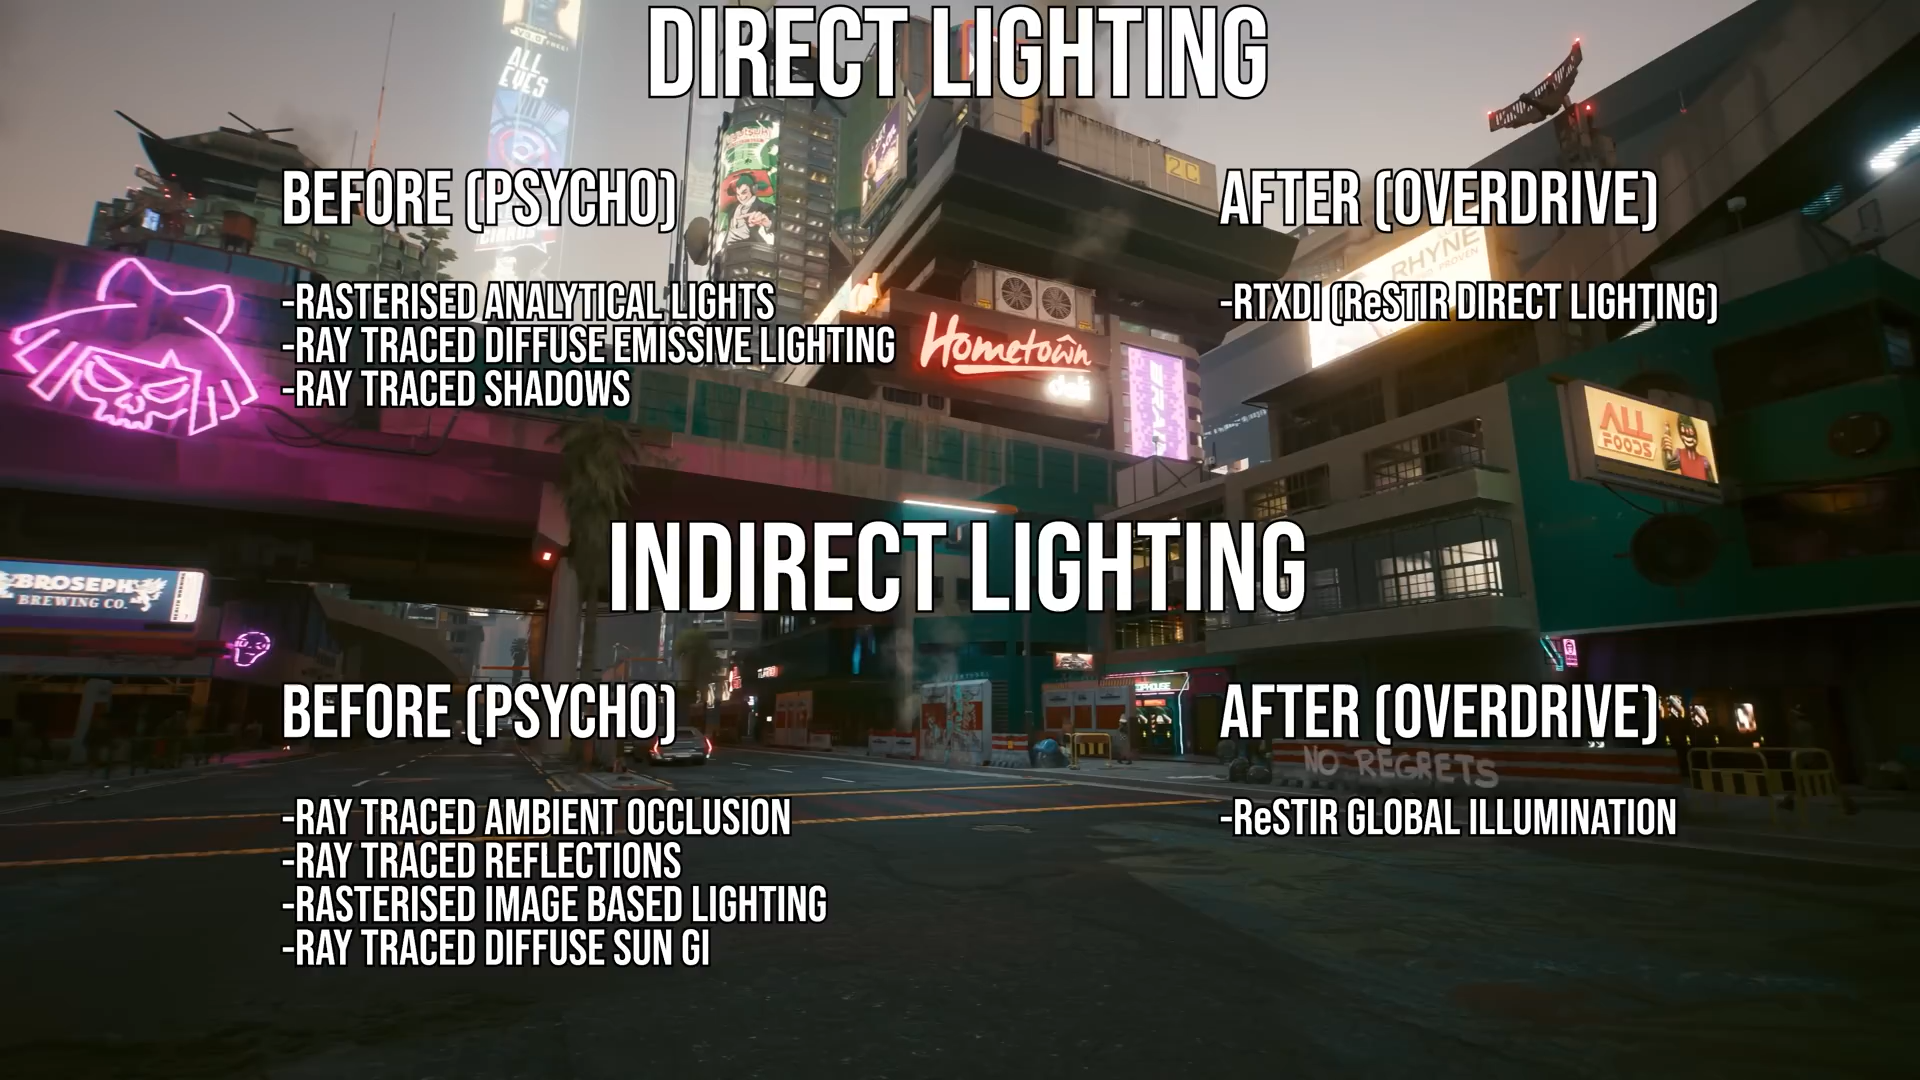 DIRECT LIGHTING
ALL
EYES
2C
BEFORE (PSYCHO)
AFTER (OVERDRIVE)
RHYNE
PROVEN
-RASTERISED ANALYTICAL LIGHTS
-RTXDI (ReSTIR DIRECT LIGHTING)
-RAY TRACED DIFFUSE EMISSIVE LIGHTING
-RAY TRACED SHADOWS
Hometown
deli
ALL
FOODS
INDIRECT LIGHTING
BROSEPH
BREWING CO.
BEFORE (PSYCHO)
AFTER (OVERDRIVE)
NO REGRETS
-RAY TRACED AMBIENT OCCLUSION
-ReSTIR GLOBAL ILLUMINATION
-RAY TRACED REFLECTIONS
-RASTERISED IMAGE BASED LIGHTING
-RAY TRACED DIFFUSE SUN GI